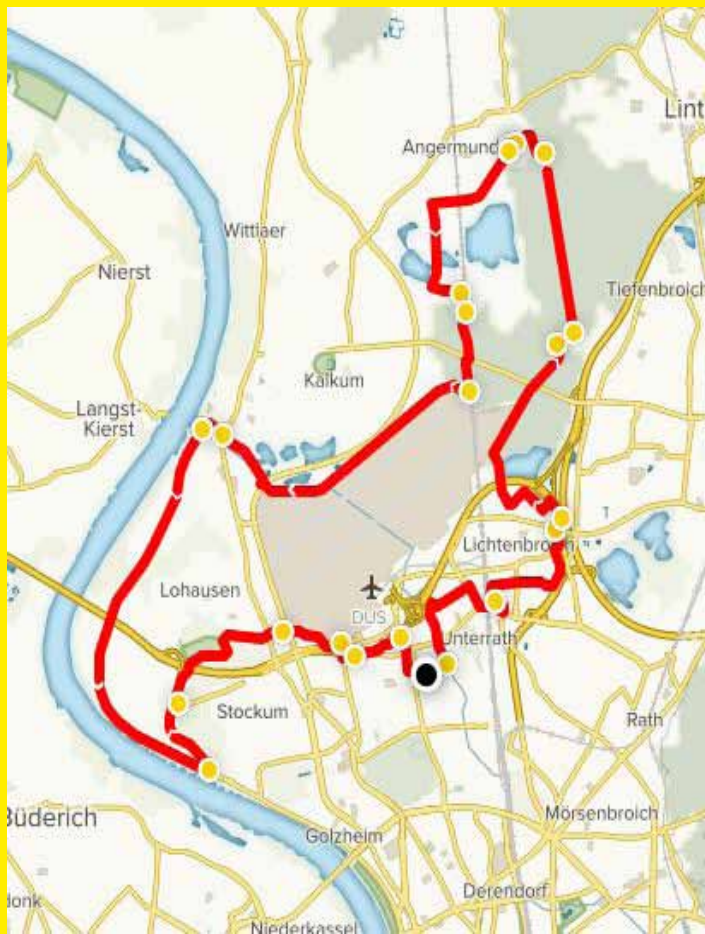 Lint
Angermund
Wittlaer
Nierst
Tiefenbroich
Kalkum
Langst-
Kierst
T
Lichtenbroich
Lohausen
DUS
Unterrath
Stockum
Rath
Büderich
Mörsenbroich
Golzheim
Derendorf
donk
Niederkassel